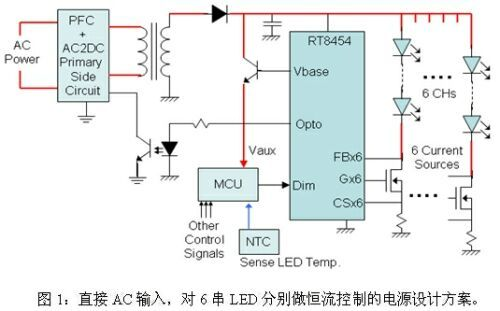 AC
Power
PFC
+
AC2DC
Primary
Side
Circuit
RT8454
Vbase
Opto
Vaux
MCU
Dim
Other
Control
Signals
NTC
Sense LED Temp.
FBx6
Gx6
CSx6
6 CHs
6 Current
Sources
图 1：直接 AC 输入，对 6 串 LED 分别做恒流控制的电源设计方案。